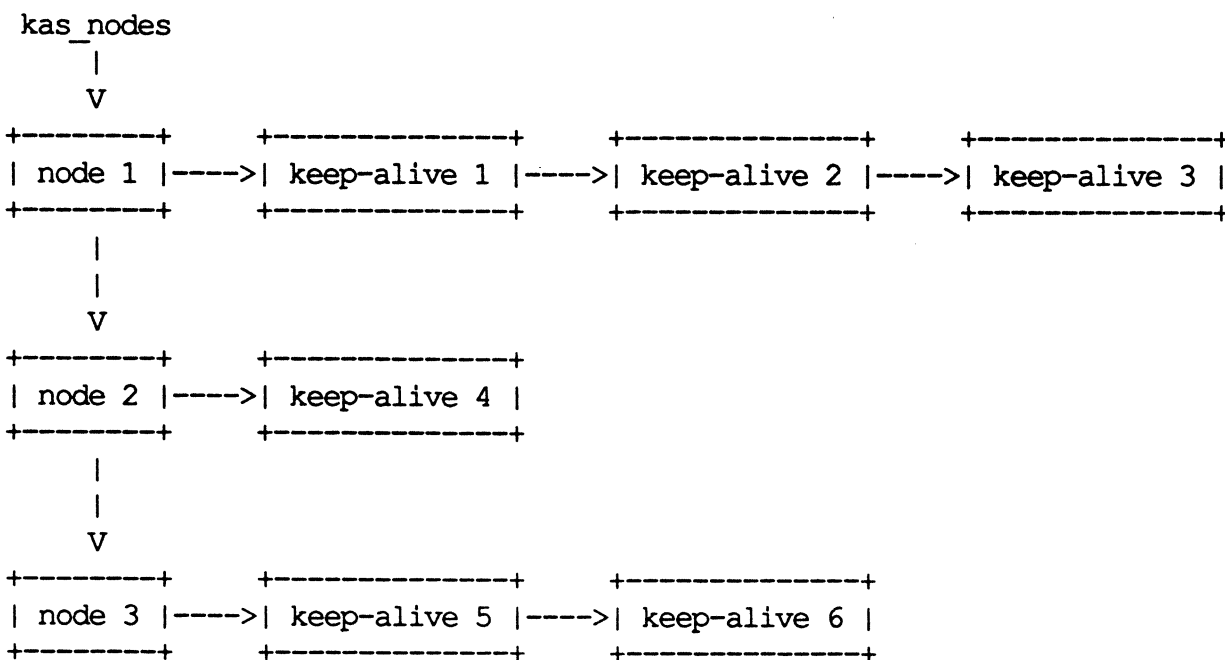 kas_nodes
|
V
+---------+     +---------------+     +---------------+     +---------------+
| node 1 |---->| keep-alive 1 |---->| keep-alive 2 |---->| keep-alive 3 |
+---------+     +---------------+     +---------------+     +---------------+
|
|
V
+---------+     +---------------+
| node 2 |---->| keep-alive 4 |
+---------+     +---------------+
|
|
V
+---------+     +---------------+     +---------------+
| node 3 |---->| keep-alive 5 |---->| keep-alive 6 |
+---------+     +---------------+     +---------------+